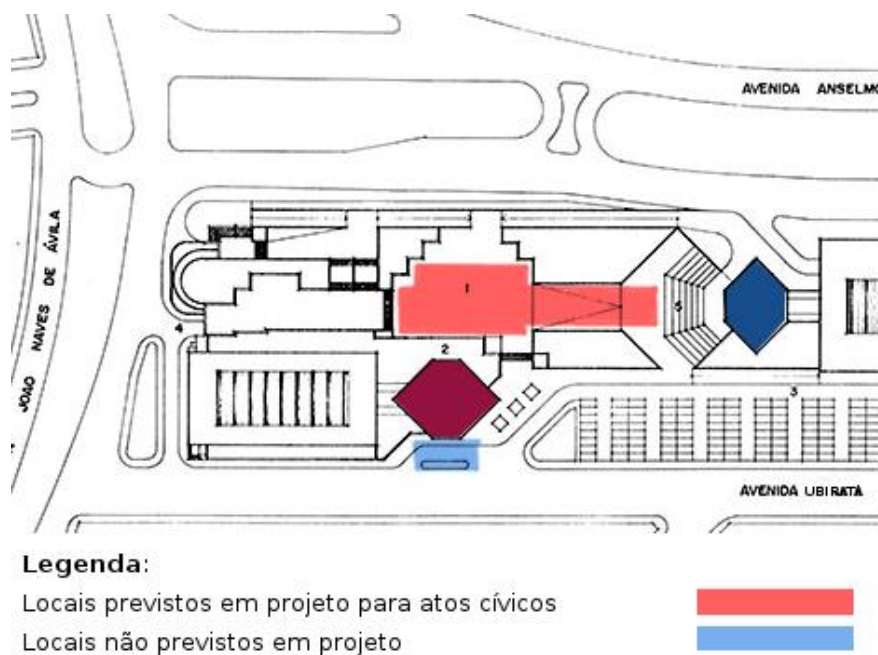 AVENIDA ANSELMO
JOÃO NAVES DE ÁVILA
1
2
3
4
5
AVENIDA UBIRATÃ
Legenda:
Locais previstos em projeto para atos cívicos
Locais não previstos em projeto